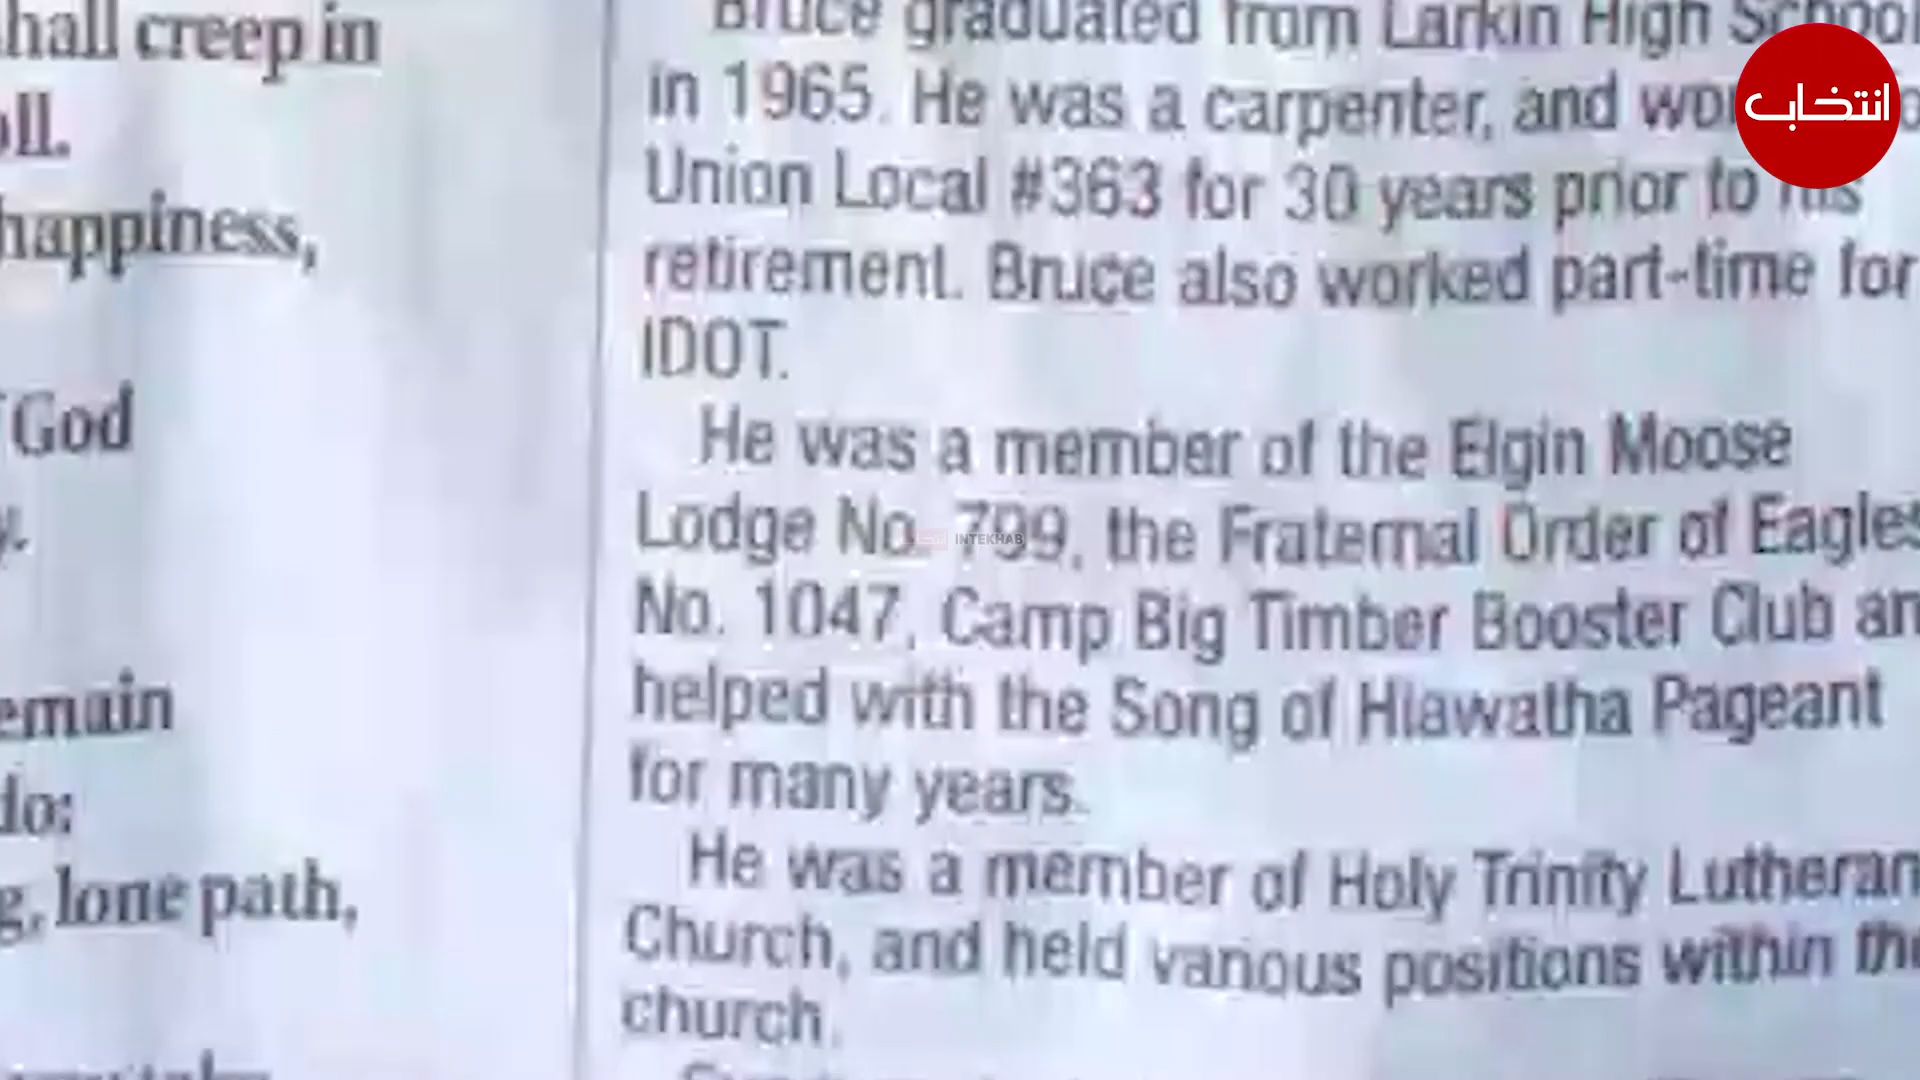 hall creep in
oll.
happiness,
God
y.
emain
do:
g, lone path,
Bruce graduated from Larkin High School
in 1965. He was a carpenter, and
Union Local #363 for 30 years prior to his
retirement. Bruce also worked part-time for
IDOT.
He was a member of the Elgin Moose
Lodge No. 799, the Fraternal Order of Eagles
No. 1047, Camp Big Timber Booster Club an
helped with the Song of Hiawatha Pageant
for many years.
He was a member of Holy Trinity Lutheran
Church, and held various positions within the
church.
انتخاب
انتخاب INTEKHAB